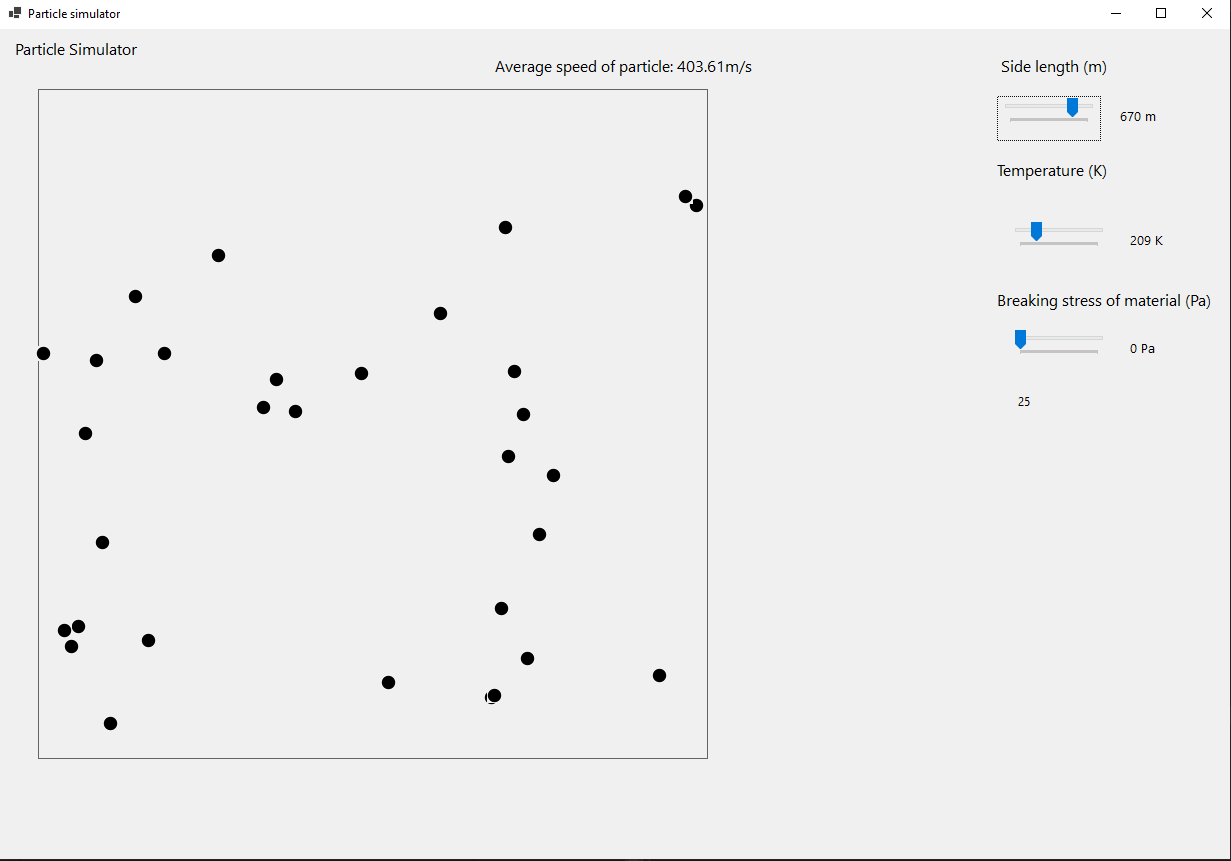 Particle simulator
Particle Simulator
Average speed of particle: 403.61m/s
Side length (m)
670 m
Temperature (K)
209 K
Breaking stress of material (Pa)
0 Pa
25